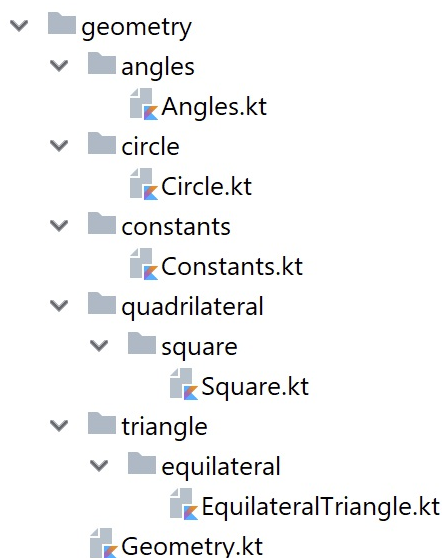 geometry
angles
Angles.kt
circle
Circle.kt
constants
Constants.kt
quadrilateral
square
Square.kt
triangle
equilateral
EquilateralTriangle.kt
Geometry.kt